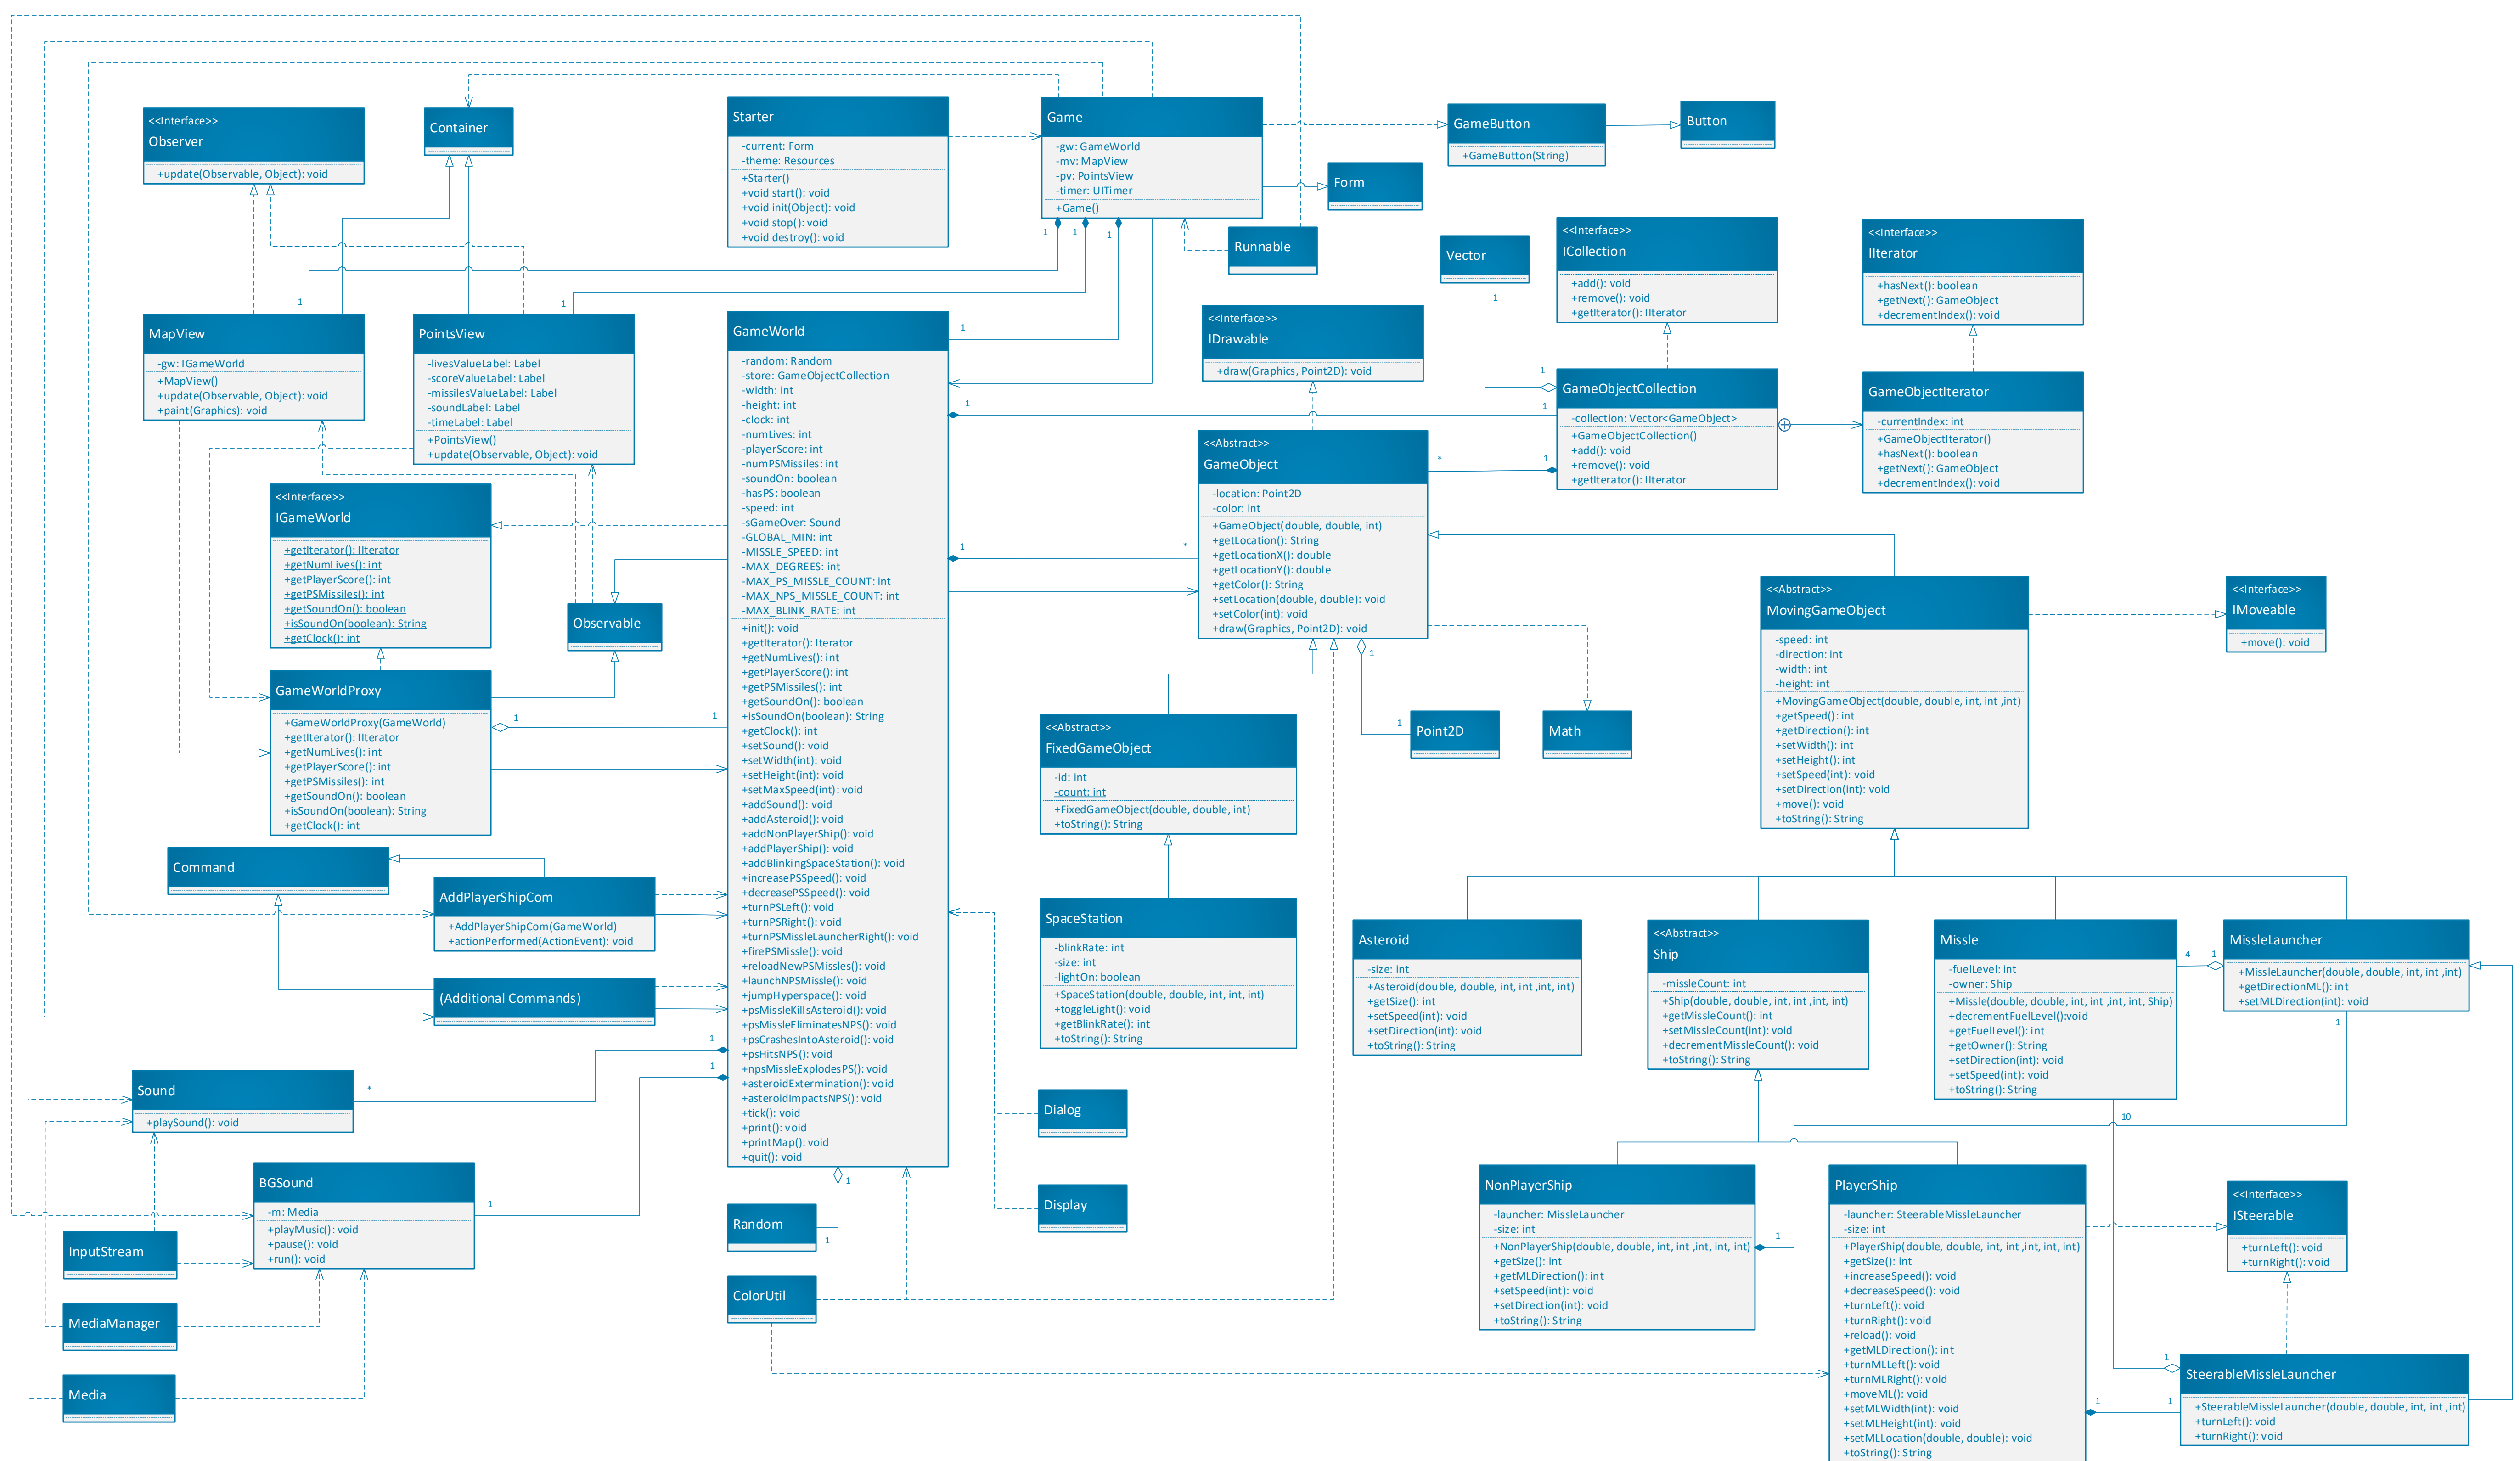 <<Interface>>
Observer
+update(Observable, Object): void
Container
Starter
-current: Form
-theme: Resources
+Starter()
+void start(): void
+void init(Object): void
+void stop(): void
+void destroy(): void
Game
-gw: GameWorld
-mv: MapView
-pv: PointsView
-timer: UITimer
+Game()
1
1
1
GameButton
+GameButton(String)
Button
Form
Runnable
Vector
1
<<Interface>>
ICollection
+add(): void
+remove(): void
+getIterator(): IIterator
<<Interface>>
IIterator
+hasNext(): boolean
+getNext(): GameObject
+decrementIndex(): void
1
MapView
-gw: IGameWorld
+MapView()
+update(Observable, Object): void
+paint(Graphics): void
1
PointsView
-livesValueLabel: Label
-scoreValueLabel: Label
-missilesValueLabel: Label
-soundLabel: Label
-timeLabel: Label
+PointsView()
+update(Observable, Object): void
GameWorld
-random: Random
-store: GameObjectCollection
-width: int
-height: int
-clock: int
-numLives: int
-playerScore: int
-numPSMissiles: int
-soundOn: boolean
-hasPS: boolean
-speed: int
-sGameOver: Sound
-GLOBAL_MIN: int
-MISSLE_SPEED: int
-MAX_DEGREES: int
-MAX_PS_MISSLE_COUNT: int
-MAX_NPS_MISSLE_COUNT: int
-MAX_BLINK_RATE: int
+init(): void
+getIterator(): Iterator
+getNumLives(): int
+getPlayerScore(): int
+getPSMissiles(): int
+getSoundOn(): boolean
+isSoundOn(boolean): String
+getClock(): int
+setSound(): void
+setWidth(int): void
+setHeight(int): void
+setMaxSpeed(int): void
+addSound(): void
+addAsteroid(): void
+addNonPlayerShip(): void
+addPlayerShip(): void
+addBlinkingSpaceStation(): void
+increasePSSpeed(): void
+decreasePSSpeed(): void
+turnPSLeft(): void
+turnPSRight(): void
+turnPSMissleLauncherRight(): void
+firePSMissle(): void
+reloadNewPSMissles(): void
+launchNPSMissle(): void
+jumpHyperspace(): void
+psMissleKillsAsteroid(): void
+psMissleEliminatesNPS(): void
+psCrashesIntoAsteroid(): void
+psHitsNPS(): void
+npsMissleExplodesPS(): void
+asteroidExtermination(): void
+asteroidImpactsNPS(): void
+tick(): void
+print(): void
+printMap(): void
+quit(): void
1
1
1
<<Interface>>
IDrawable
+draw(Graphics, Point2D): void
1
GameObjectCollection
1
-collection: Vector<GameObject>
+GameObjectCollection()
+add(): void
+remove(): void
+getIterator(): IIterator
GameObjectIterator
-currentIndex: int
+GameObjectIterator()
+hasNext(): boolean
+getNext(): GameObject
+decrementIndex(): void
*
1
*
<<Abstract>>
GameObject
-location: Point2D
-color: int
+GameObject(double, double, int)
+getLocation(): String
+getLocationX(): double
+getLocationY(): double
+getColor(): String
+setLocation(double, double): void
+setColor(int): void
+draw(Graphics, Point2D): void
1
1
Point2D
Math
<<Interface>>
IGameWorld
+getIterator(): IIterator
+getNumLives(): int
+getPlayerScore(): int
+getPSMissiles(): int
+getSoundOn(): boolean
+isSoundOn(boolean): String
+getClock(): int
Observable
GameWorldProxy
+GameWorldProxy(GameWorld)
+getIterator(): IIterator
+getNumLives(): int
+getPlayerScore(): int
+getPSMissiles(): int
+getSoundOn(): boolean
+isSoundOn(boolean): String
+getClock(): int
1
1
<<Abstract>>
MovingGameObject
-speed: int
-direction: int
-width: int
-height: int
+MovingGameObject(double, double, int, int ,int)
+getSpeed(): int
+getDirection(): int
+setWidth(): int
+setHeight(): int
+setSpeed(int): void
+setDirection(int): void
+move(): void
+toString(): String
<<Interface>>
IMoveable
+move(): void
<<Abstract>>
FixedGameObject
-id: int
-count: int
+FixedGameObject(double, double, int)
+toString(): String
Command
AddPlayerShipCom
+AddPlayerShipCom(GameWorld)
+actionPerformed(ActionEvent): void
(Additional Commands)
SpaceStation
-blinkRate: int
-size: int
-lightOn: boolean
+SpaceStation(double, double, int, int, int)
+toggleLight(): void
+getBlinkRate(): int
+toString(): String
Asteroid
-size: int
+Asteroid(double, double, int, int ,int, int)
+getSize(): int
+setSpeed(int): void
+setDirection(int): void
+toString(): String
<<Abstract>>
Ship
-missleCount: int
+Ship(double, double, int, int ,int, int)
+getMissleCount(): int
+setMissleCount(int): void
+decrementMissleCount(): void
+toString(): String
Missle
-fuelLevel: int
-owner: Ship
+Missle(double, double, int, int ,int, int, Ship)
+decrementFuelLevel():void
+getFuelLevel(): int
+getOwner(): String
+setDirection(int): void
+setSpeed(int): void
+toString(): String
4
1
MissleLauncher
+MissleLauncher(double, double, int, int ,int)
+getDirectionML(): int
+setMLDirection(int): void
1
10
1
1
Sound
+playSound(): void
*
BGSound
-m: Media
+playMusic(): void
+pause(): void
+run(): void
1
InputStream
MediaManager
Media
Dialog
Display
Random
1
1
ColorUtil
NonPlayerShip
-launcher: MissleLauncher
-size: int
+NonPlayerShip(double, double, int, int ,int, int, int)
+getSize(): int
+getMLDirection(): int
+setSpeed(int): void
+setDirection(int): void
+toString(): String
1
PlayerShip
-launcher: SteerableMissleLauncher
-size: int
+PlayerShip(double, double, int, int ,int, int, int)
+getSize(): int
+increaseSpeed(): void
+decreaseSpeed(): void
+turnLeft(): void
+turnRight(): void
+reload(): void
+getMLDirection(): int
+turnMLLeft(): void
+turnMLRight(): void
+moveML(): void
+setMLWidth(int): void
+setMLHeight(int): void
+setMLLocation(double, double): void
+toString(): String
<<Interface>>
ISteerable
+turnLeft(): void
+turnRight(): void
1
SteerableMissleLauncher
1
1
+SteerableMissleLauncher(double, double, int, int ,int)
+turnLeft(): void
+turnRight(): void